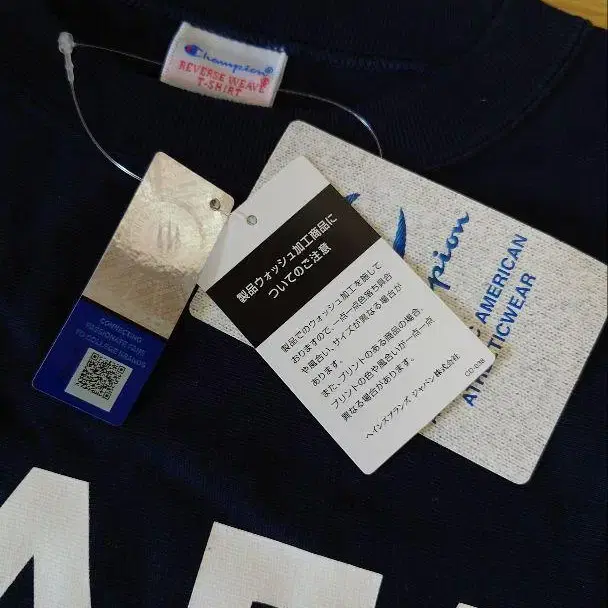 Champion
REVERSE WEAVE
T-SHIRT
製品ウォッシュ加工商品に
ついてのご注意
製品でのウォッシュ加工を施して
おりますので、一点一点色落ち具合
や風合い、サイズが異なる場合が
あります。
また、プリントのある商品の場合、
プリントの色や風合いが一点一点
異なる場合があります。
ヘインズブランズ ジャパン株式会社
pion
AMERICAN
WEAR
CONNECTING
PASSIONATE FANS
TO COLLEGE BRANDS